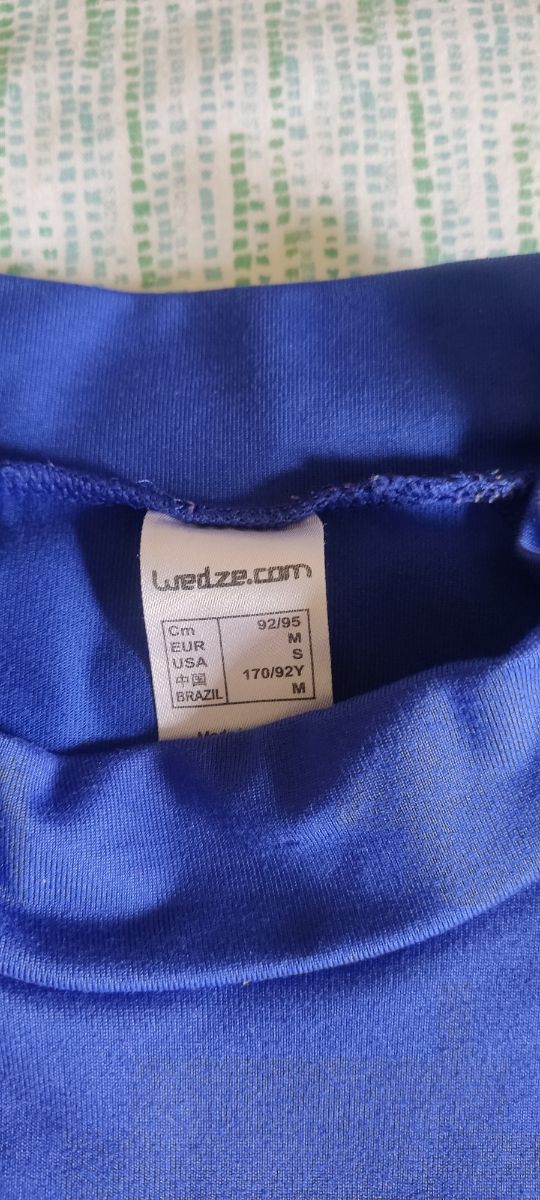 wedze.com
Cm 92/95
EUR M
USA S
中国 170/92Y
BRAZIL M